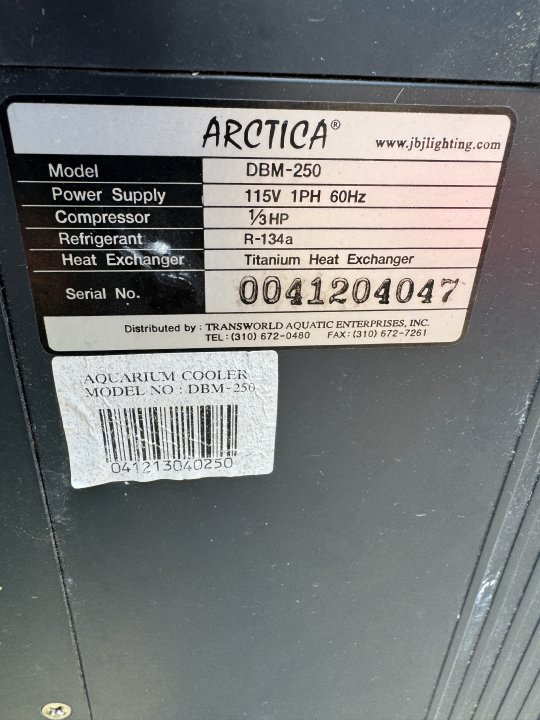 ARCTICA® www.jbjlighting.com
Model DBM-250
Power Supply 115V 1PH 60Hz
Compressor 1/3HP
Refrigerant R-134a
Heat Exchanger Titanium Heat Exchanger
Serial No. 0041204047
Distributed by : TRANSWORLD AQUATIC ENTERPRISES, INC.
TEL:(310) 672-0480 FAX:(310) 672-7261
AQUARIUM COOLER
MODEL NO : DBM-250
041213040250